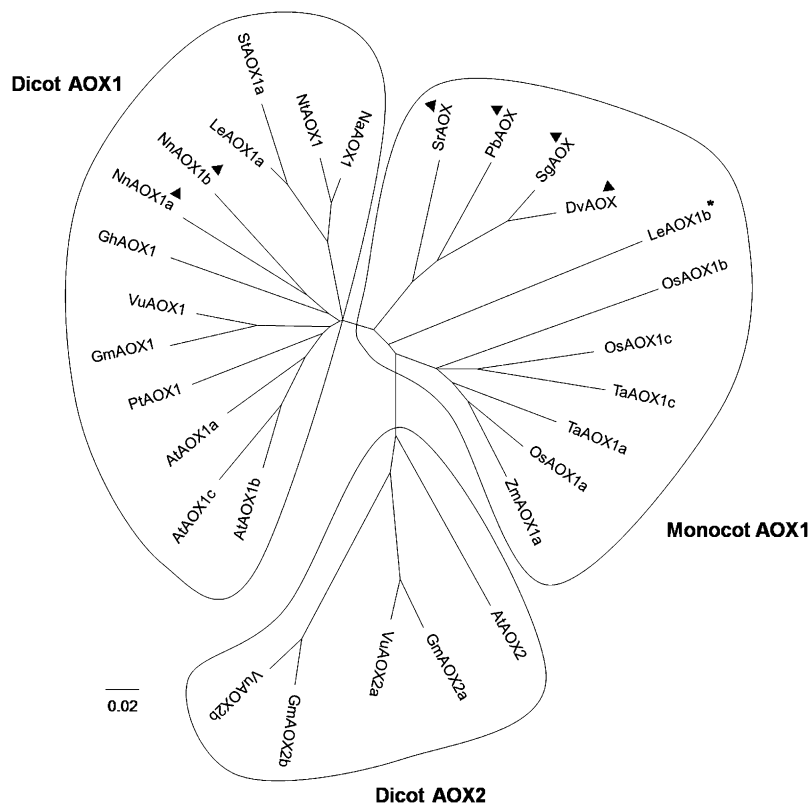 Dicot AOX1
StAOX1a
NtAOX1
NaAOX1
LeAOX1a
NnAOX1b
NnAOX1a
GhAOX1
VuAOX1
GmAOX1
PtAOX1
AtAOX1a
AtAOX1c
AtAOX1b
SrAOX
PbAOX
SgAOX
DvAOX
LeAOX1b*
OsAOX1b
OsAOX1c
TaAOX1c
TaAOX1a
OsAOX1a
ZmAOX1a
Monocot AOX1
AtAOX2
GmAOX2a
VuAOX2a
GmAOX2b
VuAOX2b
0.02
Dicot AOX2